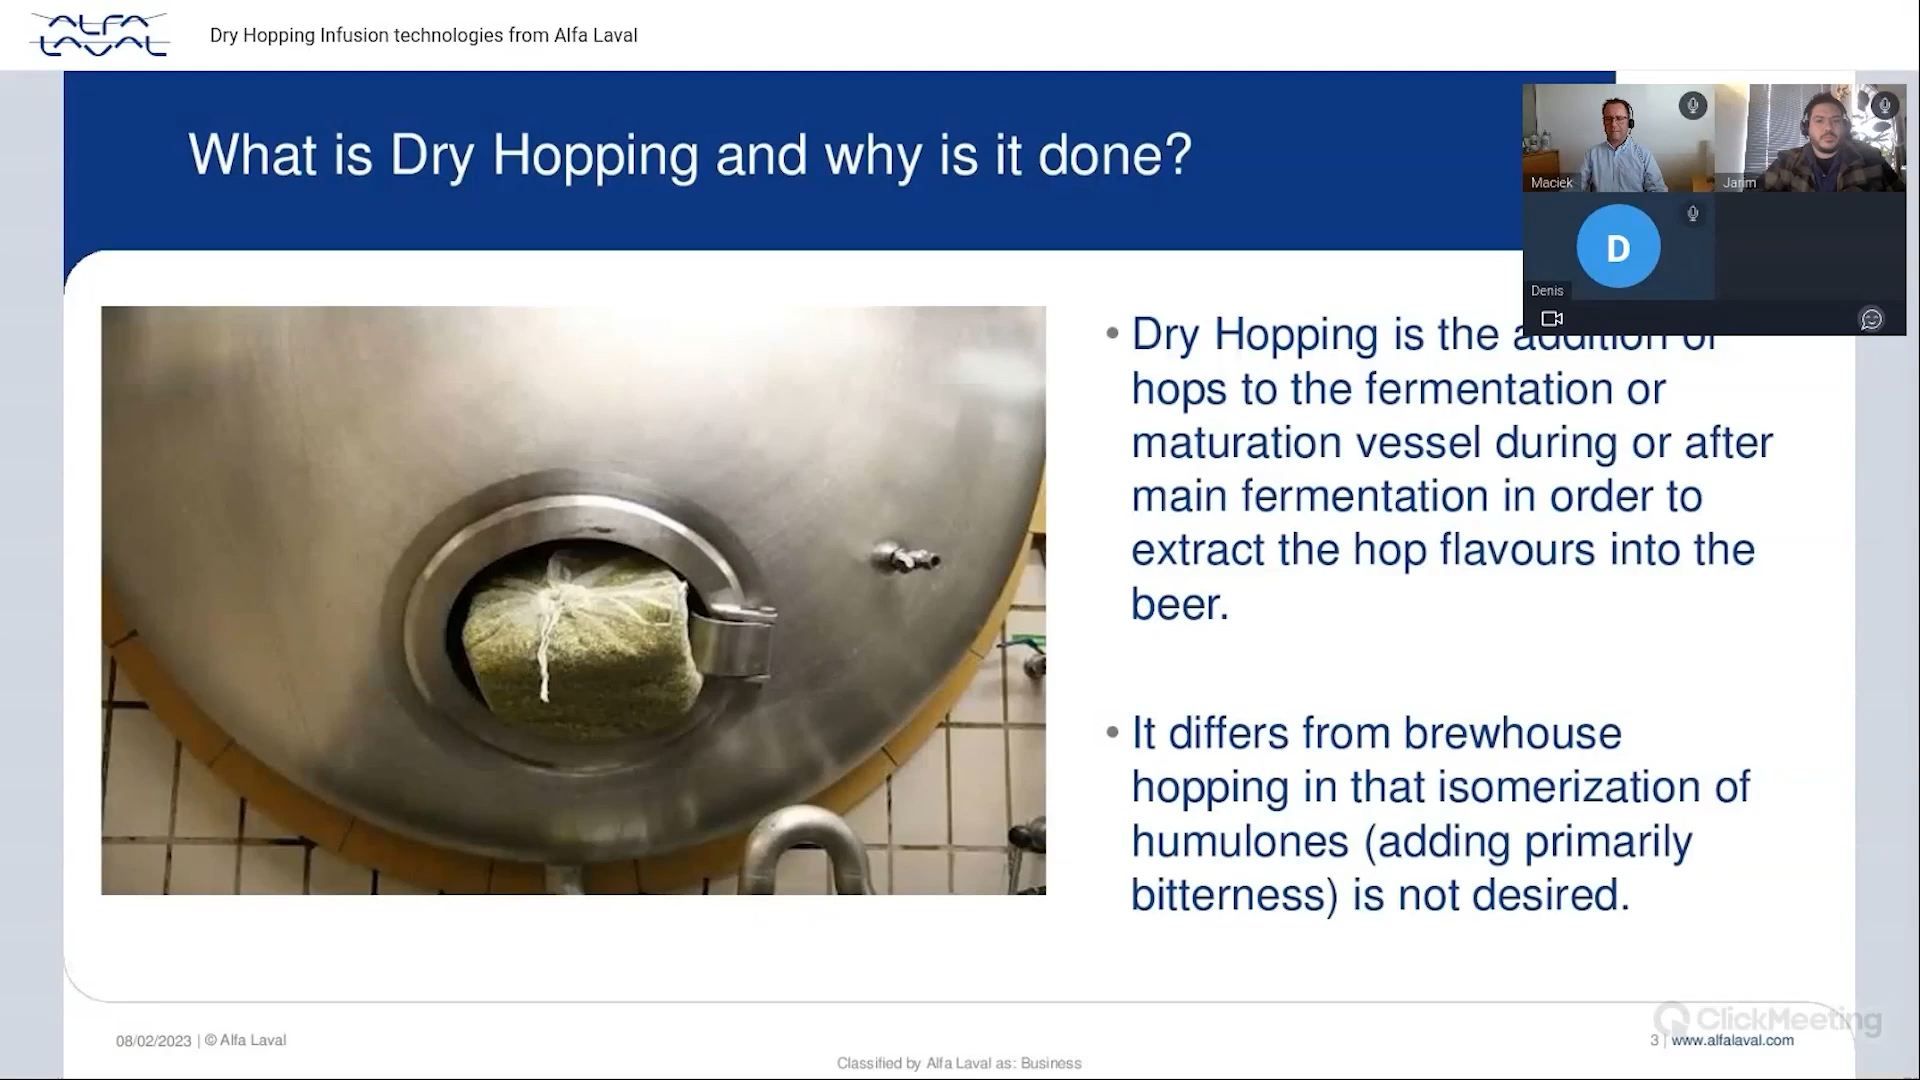 ALFA
LAVAL
Dry Hopping Infusion technologies from Alfa Laval
What is Dry Hopping and why is it done?
Maciek
Jarim
D
Denis
• Dry Hopping is the addition of
hops to the fermentation or
maturation vessel during or after
main fermentation in order to
extract the hop flavours into the
beer.
• It differs from brewhouse
hopping in that isomerization of
humulones (adding primarily
bitterness) is not desired.
ClickMeeting
08/02/2023 | © Alfa Laval
3 | www.alfalaval.com
Classified by Alfa Laval as: Business